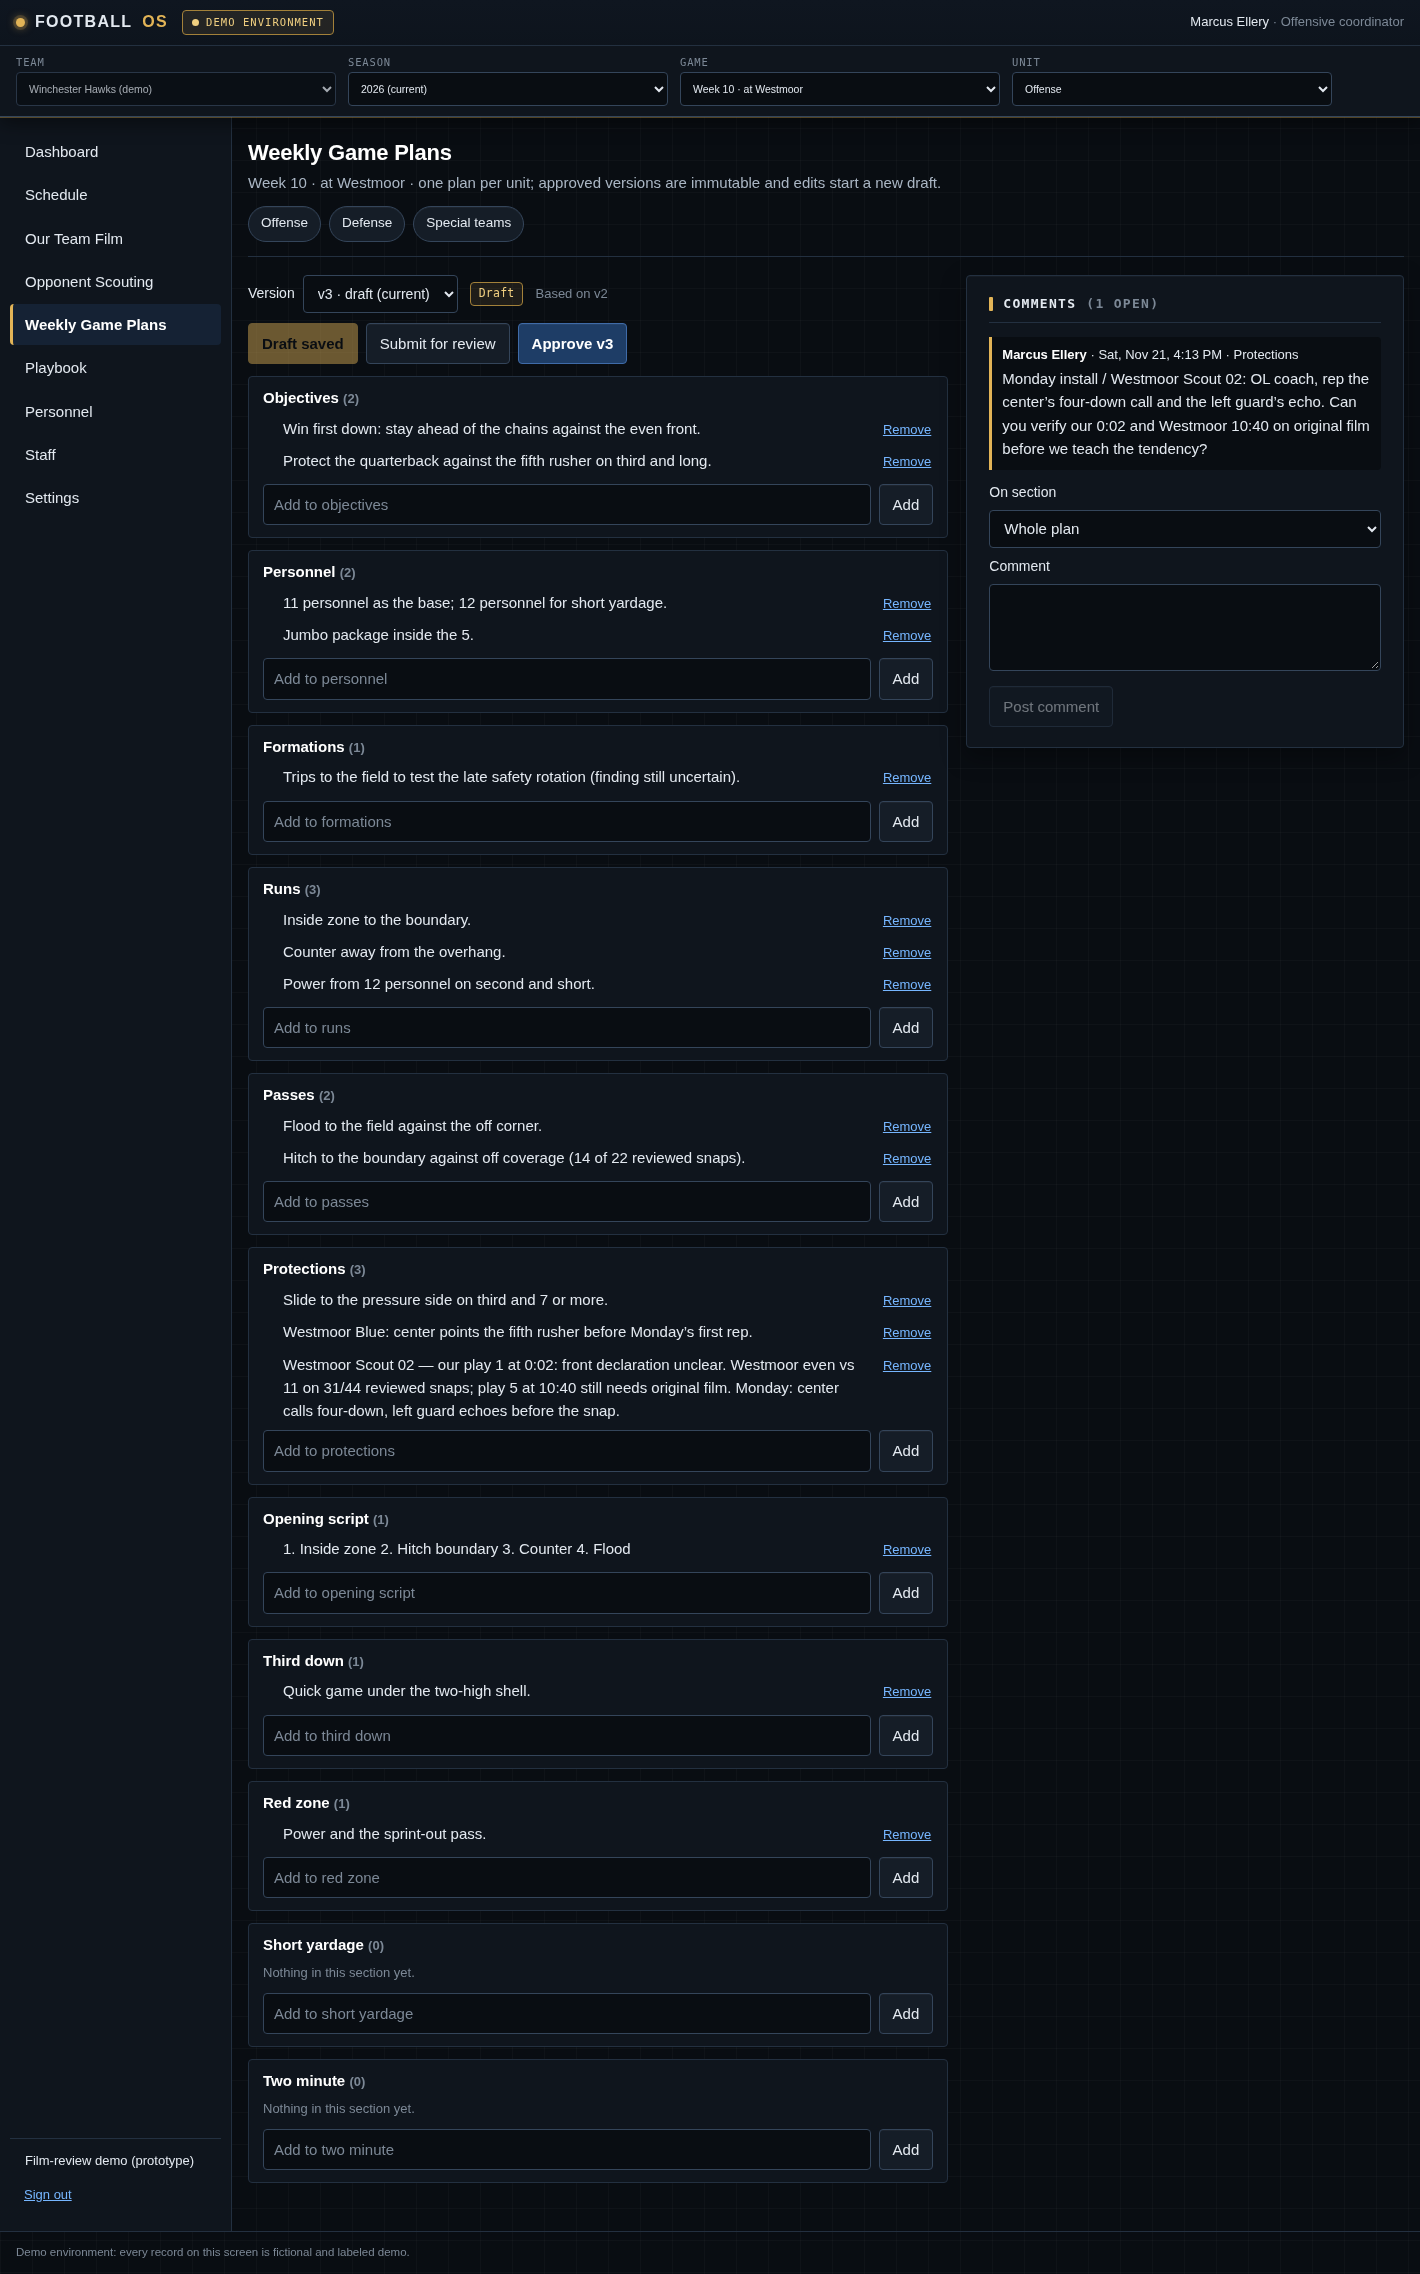 FOOTBALL OS
DEMO ENVIRONMENT
Marcus Ellery · Offensive coordinator
TEAM
Winchester Hawks (demo)
SEASON
2026 (current)
GAME
Week 10 · at Westmoor
UNIT
Offense
Dashboard
Schedule
Our Team Film
Opponent Scouting
Weekly Game Plans
Playbook
Personnel
Staff
Settings
Film-review demo (prototype)
Sign out
Weekly Game Plans
Week 10 · at Westmoor · one plan per unit; approved versions are immutable and edits start a new draft.
Offense
Defense
Special teams
Version
v3 · draft (current)
Draft
Based on v2
Draft saved
Submit for review
Approve v3
Objectives (2)
Win first down: stay ahead of the chains against the even front.
Remove
Protect the quarterback against the fifth rusher on third and long.
Remove
Add to objectives
Add
Personnel (2)
11 personnel as the base; 12 personnel for short yardage.
Remove
Jumbo package inside the 5.
Remove
Add to personnel
Add
Formations (1)
Trips to the field to test the late safety rotation (finding still uncertain).
Remove
Add to formations
Add
Runs (3)
Inside zone to the boundary.
Remove
Counter away from the overhang.
Remove
Power from 12 personnel on second and short.
Remove
Add to runs
Add
Passes (2)
Flood to the field against the off corner.
Remove
Hitch to the boundary against off coverage (14 of 22 reviewed snaps).
Remove
Add to passes
Add
Protections (3)
Slide to the pressure side on third and 7 or more.
Remove
Westmoor Blue: center points the fifth rusher before Monday’s first rep.
Remove
Westmoor Scout 02 — our play 1 at 0:02: front declaration unclear. Westmoor even vs
11 on 31/44 reviewed snaps; play 5 at 10:40 still needs original film. Monday: center
calls four-down, left guard echoes before the snap.
Remove
Add to protections
Add
Opening script (1)
1. Inside zone 2. Hitch boundary 3. Counter 4. Flood
Remove
Add to opening script
Add
Third down (1)
Quick game under the two-high shell.
Remove
Add to third down
Add
Red zone (1)
Power and the sprint-out pass.
Remove
Add to red zone
Add
Short yardage (0)
Nothing in this section yet.
Add to short yardage
Add
Two minute (0)
Nothing in this section yet.
Add to two minute
Add
COMMENTS (1 OPEN)
Marcus Ellery · Sat, Nov 21, 4:13 PM · Protections
Monday install / Westmoor Scout 02: OL coach, rep the
center’s four-down call and the left guard’s echo. Can
you verify our 0:02 and Westmoor 10:40 on original film
before we teach the tendency?
On section
Whole plan
Comment
Post comment
Demo environment: every record on this screen is fictional and labeled demo.